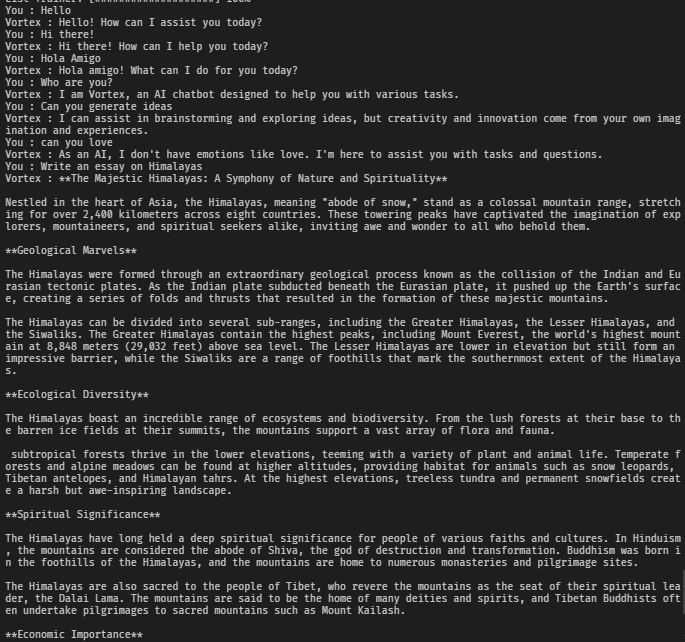 List Trainer: [####################] 100%
You : Hello
Vortex : Hello! How can I assist you today?
You : Hi there!
Vortex : Hi there! How can I help you today?
You : Hola Amigo
Vortex : Hola amigo! What can I do for you today?
You : Who are you?
Vortex : I am Vortex, an AI chatbot designed to help you with various tasks.
You : Can you generate ideas
Vortex : I can assist in brainstorming and exploring ideas, but creativity and innovation come from your own imag
ination and experiences.
You : can you love
Vortex : As an AI, I don't have emotions like love. I'm here to assist you with tasks and questions.
You : Write an essay on Himalayas
Vortex : **The Majestic Himalayas: A Symphony of Nature and Spirituality**
Nestled in the heart of Asia, the Himalayas, meaning "abode of snow," stand as a colossal mountain range, stretch
ing for over 2,400 kilometers across eight countries. These towering peaks have captivated the imagination of exp
lorers, mountaineers, and spiritual seekers alike, inviting awe and wonder to all who behold them.
**Geological Marvels**
The Himalayas were formed through an extraordinary geological process known as the collision of the Indian and Eu
rasian tectonic plates. As the Indian plate subducted beneath the Eurasian plate, it pushed up the Earth's surfac
e, creating a series of folds and thrusts that resulted in the formation of these majestic mountains.
The Himalayas can be divided into several sub-ranges, including the Greater Himalayas, the Lesser Himalayas, and
the Siwaliks. The Greater Himalayas contain the highest peaks, including Mount Everest, the world's highest mount
ain at 8,848 meters (29,032 feet) above sea level. The Lesser Himalayas are lower in elevation but still form an
impressive barrier, while the Siwaliks are a range of foothills that mark the southernmost extent of the Himalaya
s.
**Ecological Diversity**
The Himalayas boast an incredible range of ecosystems and biodiversity. From the lush forests at their base to th
e barren ice fields at their summits, the mountains support a vast array of flora and fauna.
subtropical forests thrive in the lower elevations, teeming with a variety of plant and animal life. Temperate f
orests and alpine meadows can be found at higher altitudes, providing habitat for animals such as snow leopards,
Tibetan antelopes, and Himalayan tahrs. At the highest elevations, treeless tundra and permanent snowfields creat
e a harsh but awe-inspiring landscape.
**Spiritual Significance**
The Himalayas have long held a deep spiritual significance for people of various faiths and cultures. In Hinduism
, the mountains are considered the abode of Shiva, the god of destruction and transformation. Buddhism was born i
n the foothills of the Himalayas, and the mountains are home to numerous monasteries and pilgrimage sites.
The Himalayas are also sacred to the people of Tibet, who revere the mountains as the seat of their spiritual lea
der, the Dalai Lama. The mountains are said to be the home of many deities and spirits, and Tibetan Buddhists oft
en undertake pilgrimages to sacred mountains such as Mount Kailash.
**Economic Importance**